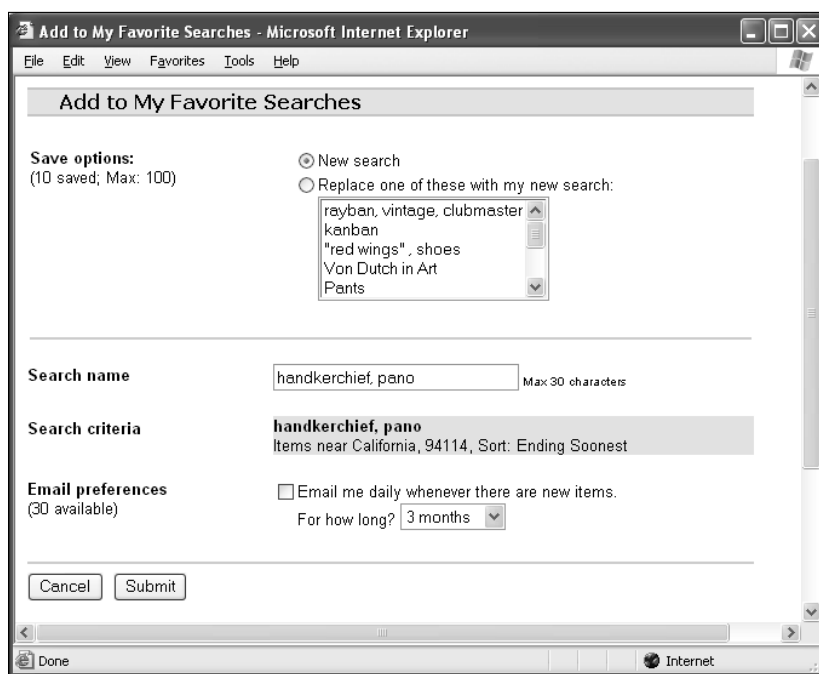 Add to My Favorite Searches - Microsoft Internet Explorer
File Edit View Favorites Tools Help
Add to My Favorite Searches
Save options:
(10 saved; Max: 100)
New search
Replace one of these with my new search:
rayban, vintage, clubmaster
kanban
"red wings" , shoes
Von Dutch in Art
Pants
Search name
handkerchief, pano
Max 30 characters
Search criteria
handkerchief, pano
Items near California, 94114, Sort: Ending Soonest
Email preferences
(30 available)
Email me daily whenever there are new items.
For how long? 3 months
Cancel Submit
Done Internet